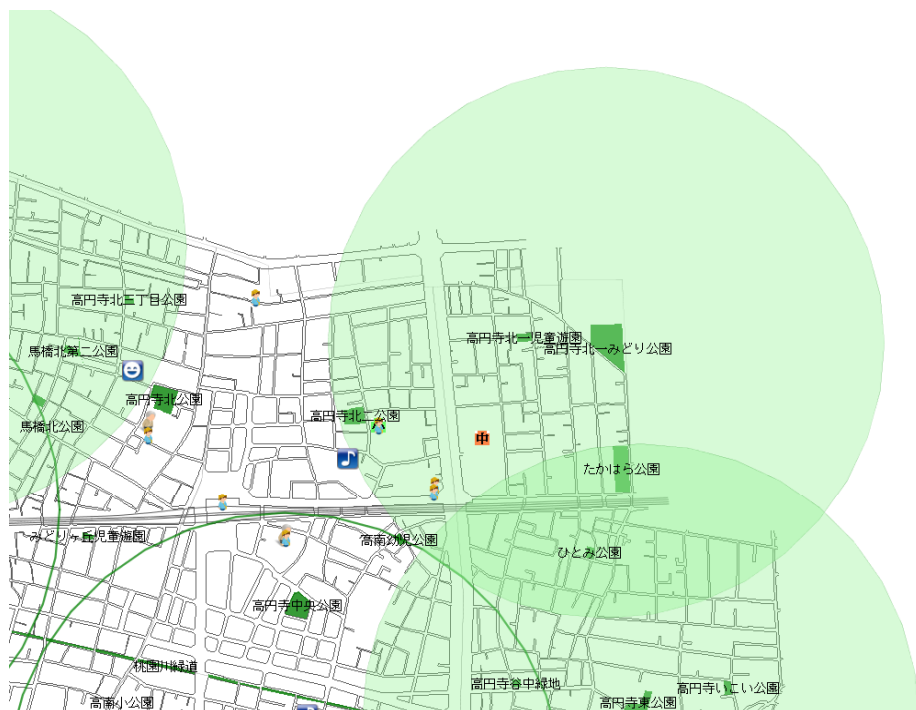 高円寺北三丁目公園
高円寺北一児童遊園
高円寺北一みどり公園
馬橋北第二公園
高円寺北公園
高円寺北二公園
馬橋北公園
中
たかはら公園
みどりヶ丘児童遊園
高南幼児公園
ひとみ公園
高円寺中央公園
桃園川緑道
高円寺谷中緑地
高円寺いこい公園
高南小公園
高円寺東公園